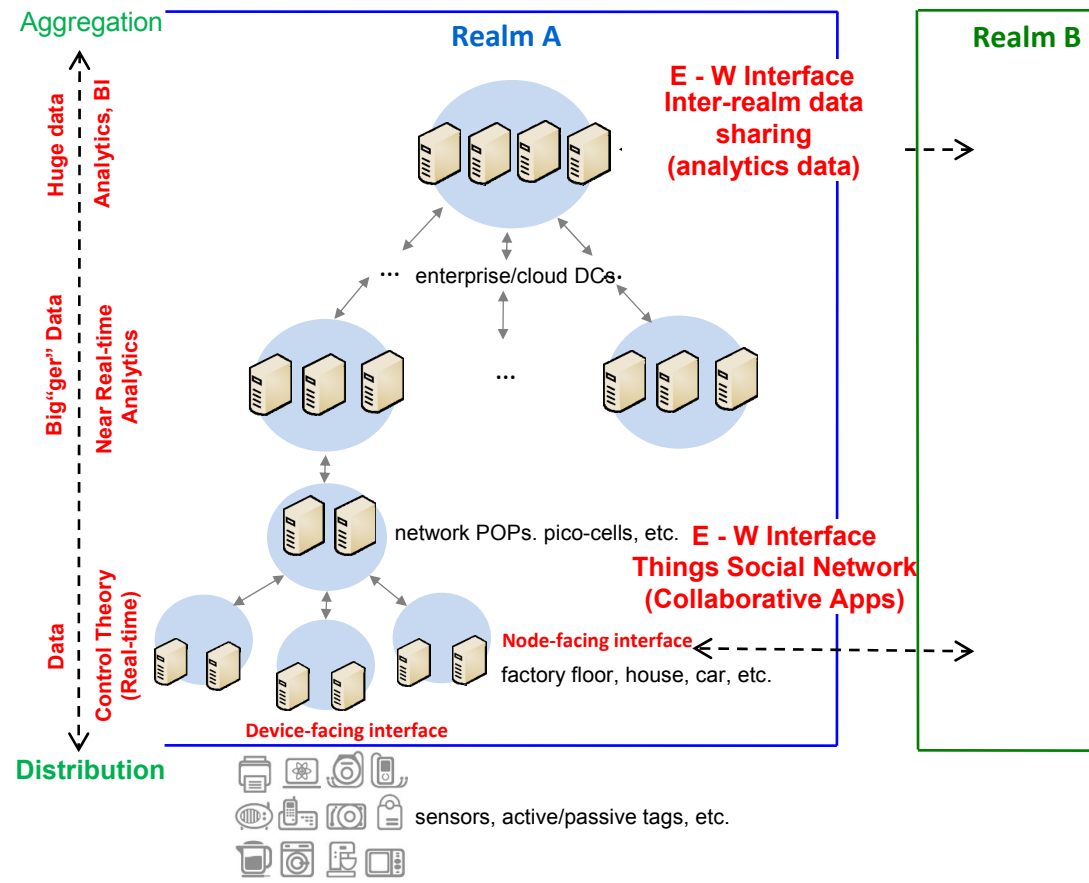 Aggregation
Realm A
Realm B
Huge data
Analytics, BI
E - W Interface
Inter-realm data
sharing
(analytics data)
... enterprise/cloud DCs...
Big“ger” Data
Near Real-time
Analytics
...
...
network POPs. pico-cells, etc.
E - W Interface
Things Social Network
(Collaborative Apps)
Data
Control Theory
(Real-time)
Node-facing interface
factory floor, house, car, etc.
Device-facing interface
Distribution
sensors, active/passive tags, etc.